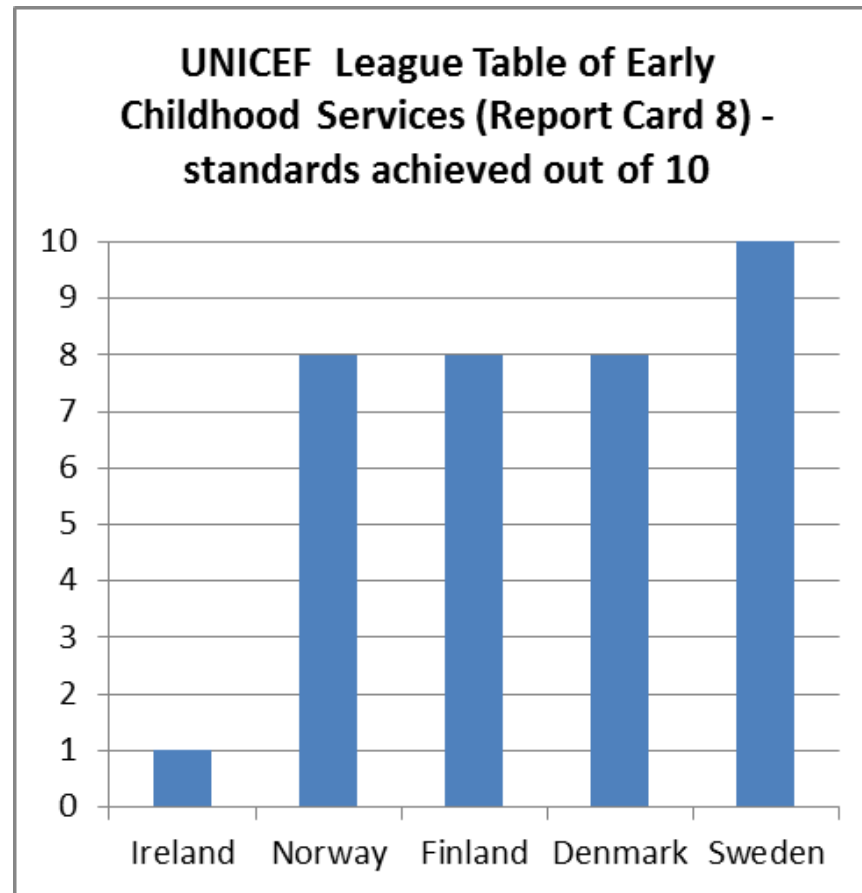 UNICEF League Table of Early
Childhood Services (Report Card 8) -
standards achieved out of 10
10
9
8
7
6
5
4
3
2
1
0
Ireland Norway Finland Denmark Sweden